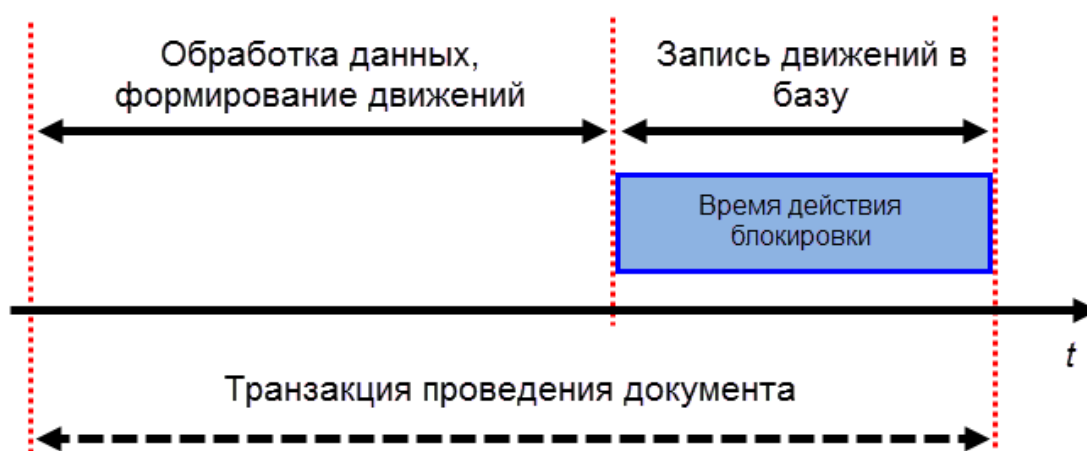 Обработка данных,
формирование движений
Запись движений в
базу
Время действия
блокировки
t
Транзакция проведения документа